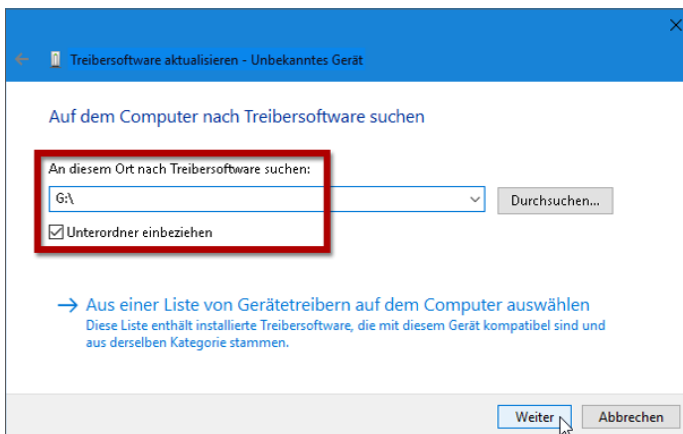 Treibersoftware aktualisieren - Unbekanntes Gerät
Auf dem Computer nach Treibersoftware suchen
An diesem Ort nach Treibersoftware suchen:
G:\
Durchsuchen...
Unterordner einbeziehen
Aus einer Liste von Gerätetreibern auf dem Computer auswählen
Diese Liste enthält installierte Treibersoftware, die mit diesem Gerät kompatibel sind und
aus derselben Kategorie stammen.
Weiter
Abbrechen